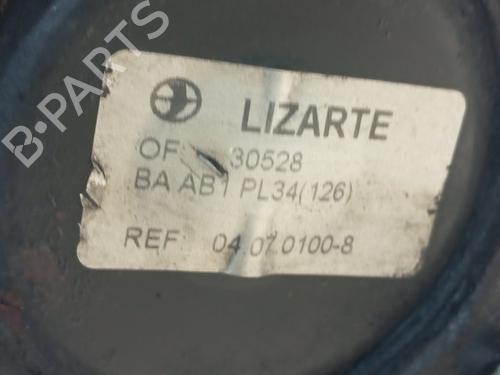 B-PARTS
LIZARTE
OF 30528
BA AB1 PL34(126)
REF: 04.07.0100-8